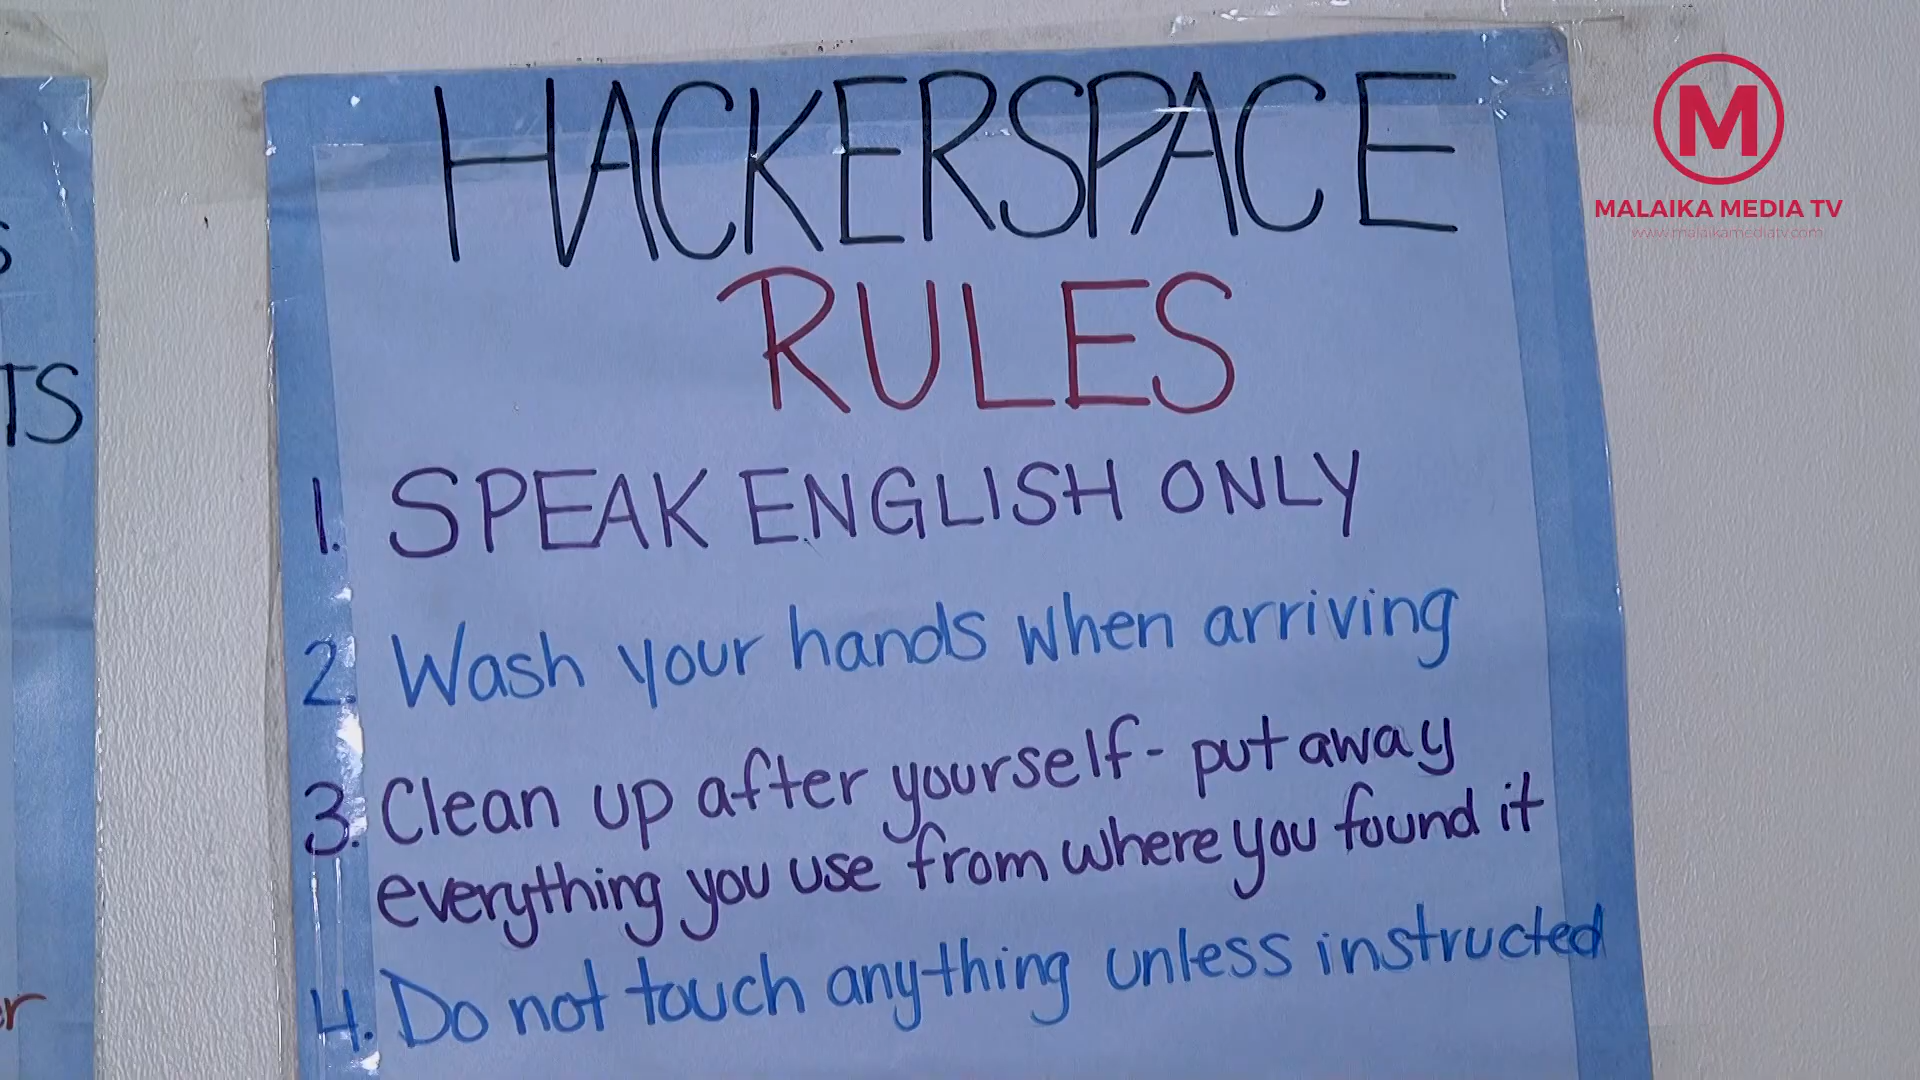 HACKERSPACE
RULES
1. SPEAK ENGLISH ONLY
2. Wash your hands when arriving
3. Clean up after yourself - put away
everything you use from where you found it
4. Do not touch anything unless instructed
TS
M
MALAIKA MEDIA TV
www.malaikamediatv.com